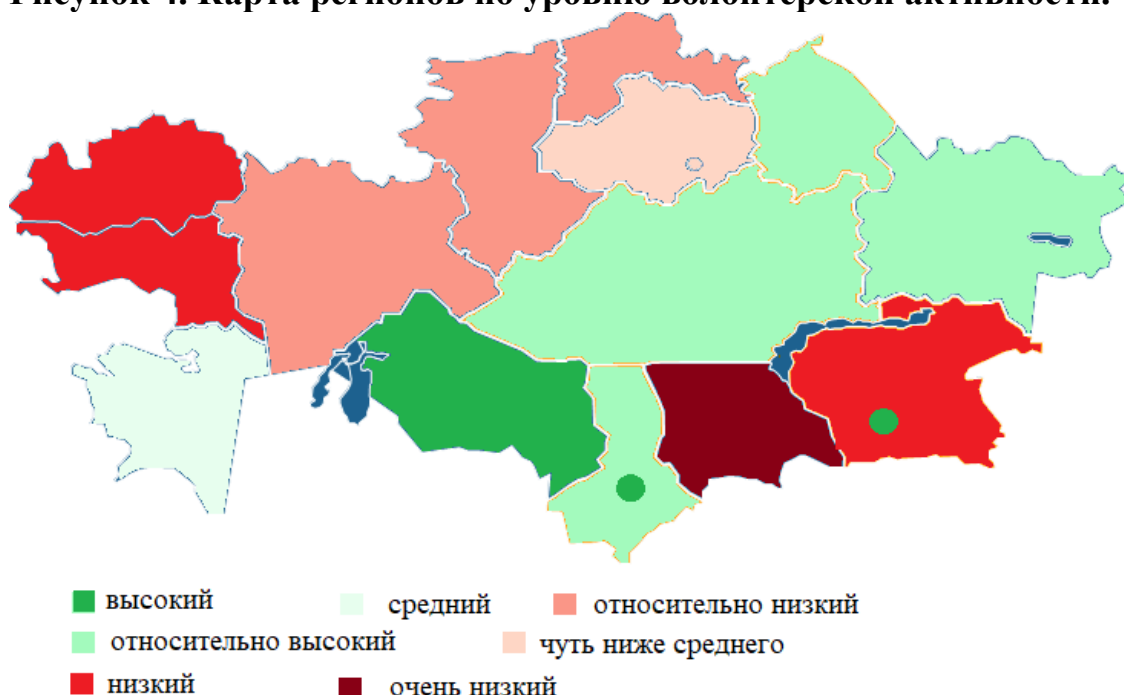 Рисунок 4. Карта регионов по уровню волонтерской активности.
высокий средний относительно низкий
относительно высокий чуть ниже среднего
низкий очень низкий